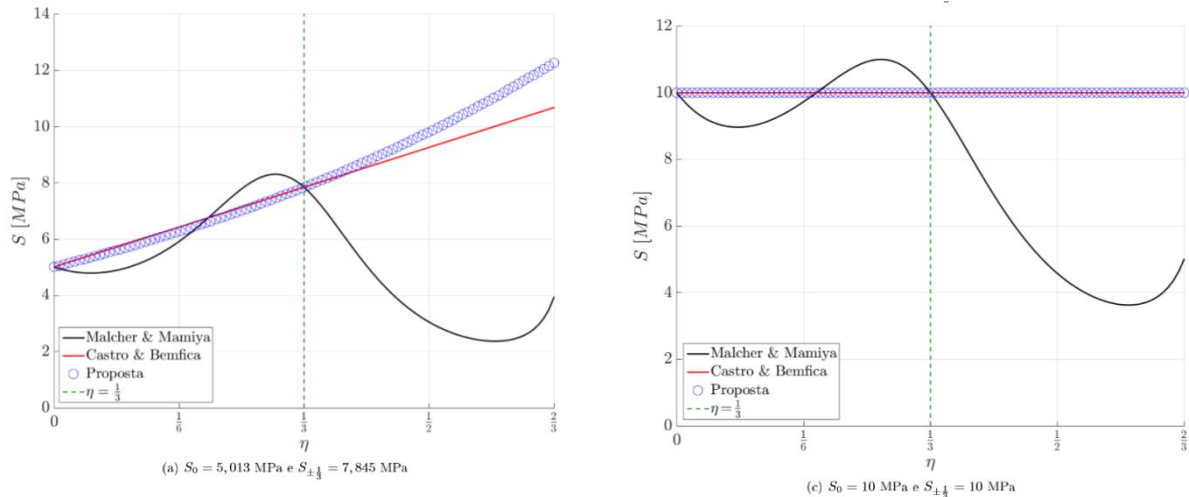 14
12
10
8
6
4
2
0
S [MPa]
Malcher & Mamiya
Castro & Bemfica
Proposta
η = 1/3
0
1/6
1/3
1/2
2/3
η
(a) S₀ = 5,013 MPa e S±1/3 = 7,845 MPa
12
10
8
6
4
2
0
S [MPa]
Malcher & Mamiya
Castro & Bemfica
Proposta
η = 1/3
0
1/6
1/3
1/2
2/3
η
(c) S₀ = 10 MPa e S±1/3 = 10 MPa